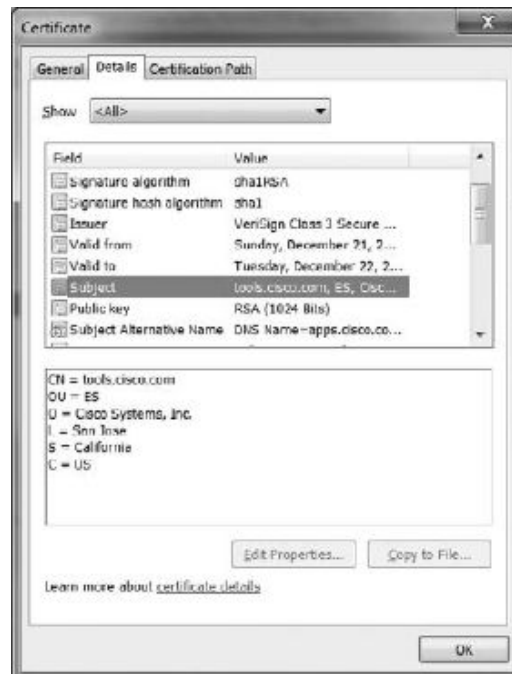 Certificate
General Details Certification Path
Show <All>
Field Value
Signature algorithm sha1RSA
Signature hash algorithm sha1
Issuer VeriSign Class 3 Secure ...
Valid from Sunday, December 21, 2...
Valid to Tuesday, December 22, 2...
Subject tools.cisco.com, ES, Cisc...
Public key RSA (1024 Bits)
Subject Alternative Name DNS Name=apps.cisco.co...
CN = tools.cisco.com
OU = ES
O = Cisco Systems, Inc.
L = San Jose
S = California
C = US
Edit Properties... Copy to File...
Learn more about certificate details
OK